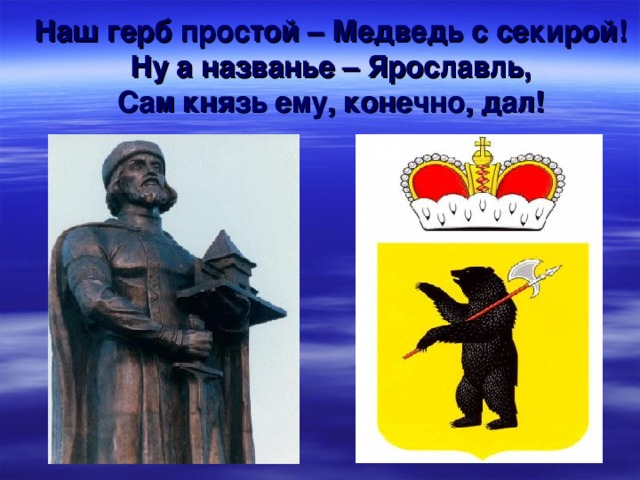 Наш герб простой – Медведь с секирой!
Ну а названье – Ярославль,
Сам князь ему, конечно, дал!